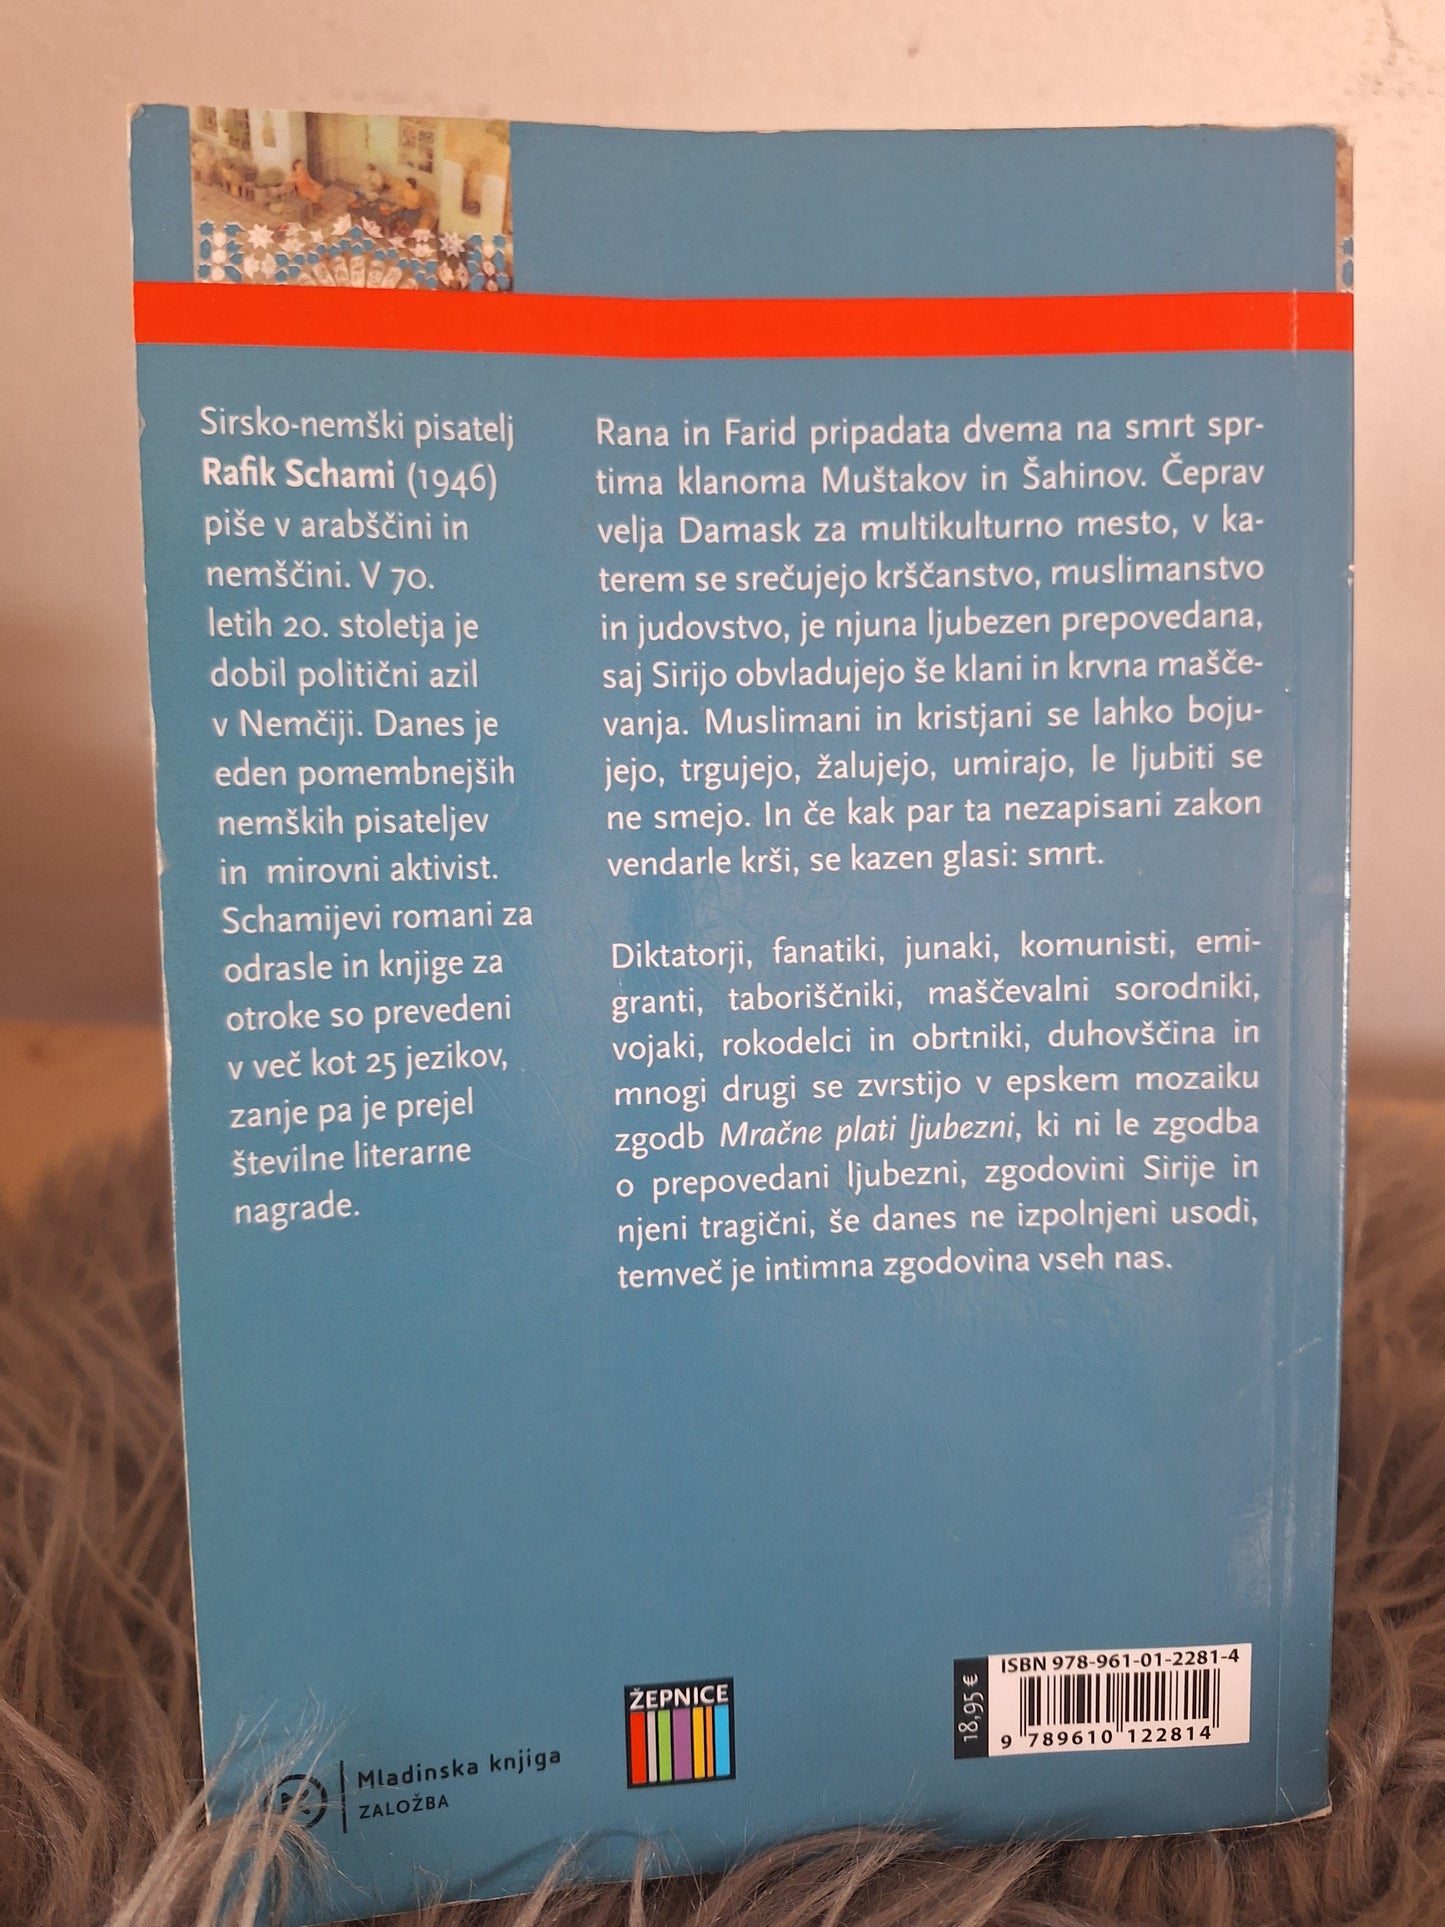 Sirsko-nemški pisatelj
Rafik Schami (1946)
piše v arabščini in
nemščini. V 70.
letih 20. stoletja je
dobil politični azil
v Nemčiji. Danes je
eden pomembnejših
nemških pisateljev
in mirovni aktivist.
Schamijevi romani za
odrasle in knjige za
otroke so prevedeni
v več kot 25 jezikov,
zanje pa je prejel
številne literarne
nagrade.
Rana in Farid pripadata dvema na smrt spr-
tima klanoma Muštakov in Šahinov. Čeprav
velja Damask za multikulturno mesto, v ka-
terem se srečujejo krščanstvo, muslimanstvo
in judovstvo, je njuna ljubezen prepovedana,
saj Sirijo obvladujejo še klani in krvna mašče-
vanja. Muslimani in kristjani se lahko boju-
jejo, trgujejo, žalujejo, umirajo, le ljubiti se
ne smejo. In če kak par ta nezapisani zakon
vendarle krši, se kazen glasi: smrt.
Diktatorji, fanatiki, junaki, komunisti, emi-
granti, taboriščniki, maščevalni sorodniki,
vojaki, rokodelci in obrtniki, duhovščina in
mnogi drugi se zvrstijo v epskem mozaiku
zgodb Mračne plati ljubezni, ki ni le zgodba
o prepovedani ljubezni, zgodovini Sirije in
njeni tragični, še danes ne izpolnjeni usodi,
temveč je intimna zgodovina vseh nas.
Mladinska knjiga
ZALOŽBA
ŽEPNICE
18,95 €
ISBN 978-961-01-2281-4
9 789610 122814